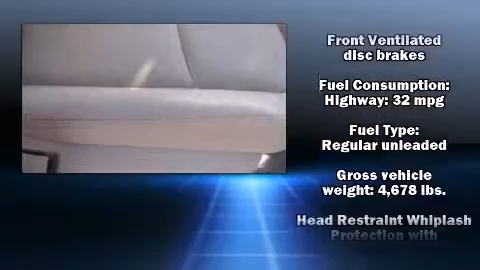 Front Ventilated
disc brakes
Fuel Consumption:
Highway: 32 mpg
Fuel Type:
Regular unleaded
Gross vehicle
weight: 4,678 lbs.
Head Restraint Whiplash
Protection with